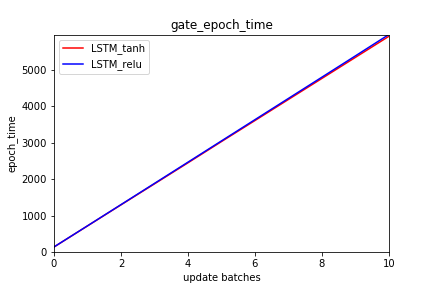 gate_epoch_time
LSTM_tanh
LSTM_relu
epoch_time
5000
4000
3000
2000
1000
0
0 2 4 6 8 10
update batches